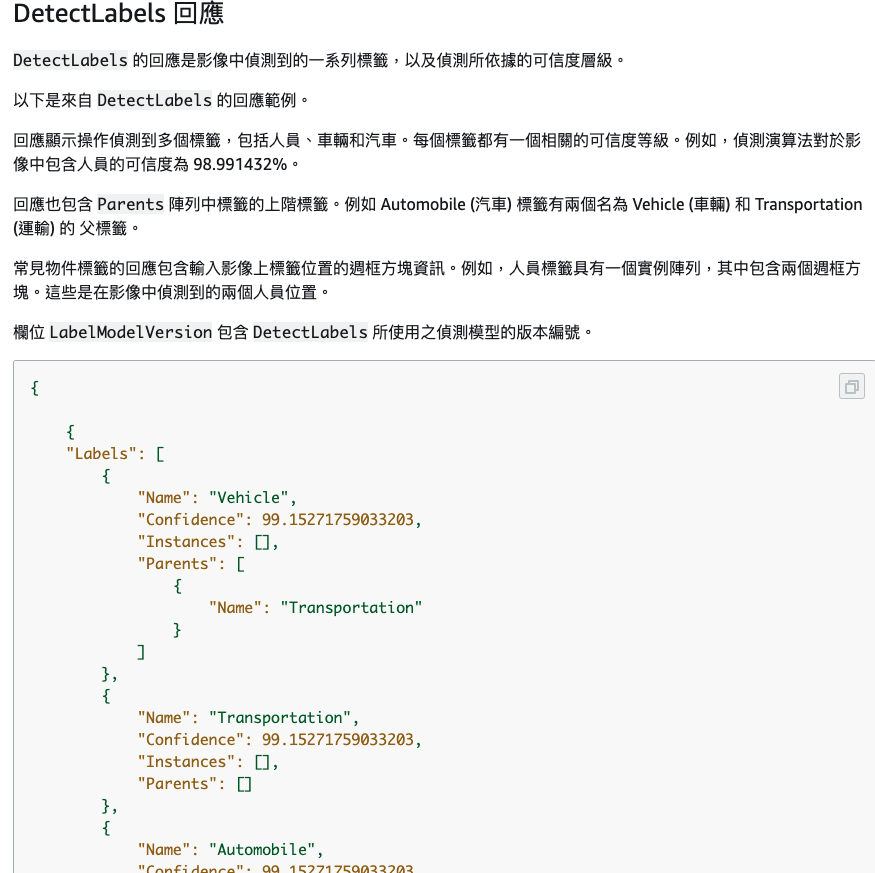 DetectLabels 回應
DetectLabels 的回應是影像中偵測到的一系列標籤，以及偵測所依據的可信度層級。
以下是來自 DetectLabels 的回應範例。
回應顯示操作偵測到多個標籤，包括人員、車輛和汽車。每個標籤都有一個相關的可信度等級。例如，偵測演算法對於影
像中包含人員的可信度為 98.991432%。
回應也包含 Parents 陣列中標籤的上階標籤。例如 Automobile (汽車) 標籤有兩個名為 Vehicle (車輛) 和 Transportation
(運輸) 的 父標籤。
常見物件標籤的回應包含輸入影像上標籤位置的週框方塊資訊。例如，人員標籤具有一個實例陣列，其中包含兩個週框方
塊。這些是在影像中偵測到的兩個人員位置。
欄位 LabelModelVersion 包含 DetectLabels 所使用之偵測模型的版本編號。
{
{
"Labels": [
{
"Name": "Vehicle",
"Confidence": 99.15271759033203,
"Instances": [],
"Parents": [
{
"Name": "Transportation"
}
]
},
{
"Name": "Transportation",
"Confidence": 99.15271759033203,
"Instances": [],
"Parents": []
},
{
"Name": "Automobile",
"Confidence": 99.15271759033203